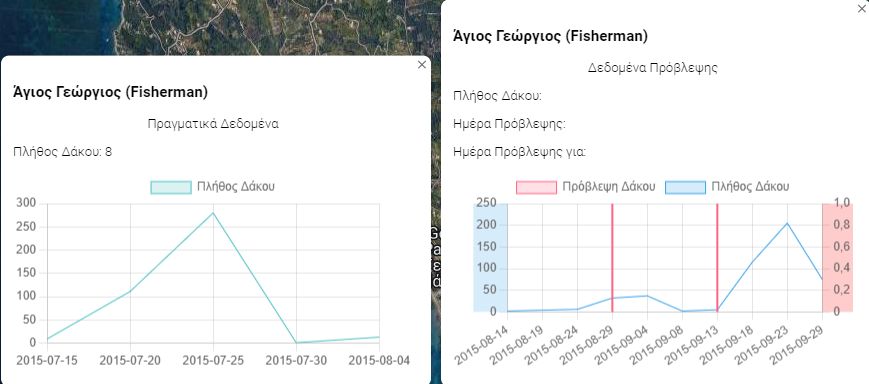 Άγιος Γεώργιος (Fisherman)
Πραγματικά Δεδομένα
Πλήθος Δάκου: 8
Πλήθος Δάκου
300
250
200
150
100
50
0
2015-07-15 2015-07-20 2015-07-25 2015-07-30 2015-08-04
Άγιος Γεώργιος (Fisherman)
Δεδομένα Πρόβλεψης
Πλήθος Δάκου:
Ημέρα Πρόβλεψης:
Ημέρα Πρόβλεψης για:
Πρόβλεψη Δάκου Πλήθος Δάκου
250 1,0
200 0,8
150 0,6
100 0,4
50 0,2
0 0
2015-08-14 2015-08-19 2015-08-24 2015-08-29 2015-09-04 2015-09-08 2015-09-13 2015-09-18 2015-09-23 2015-09-29